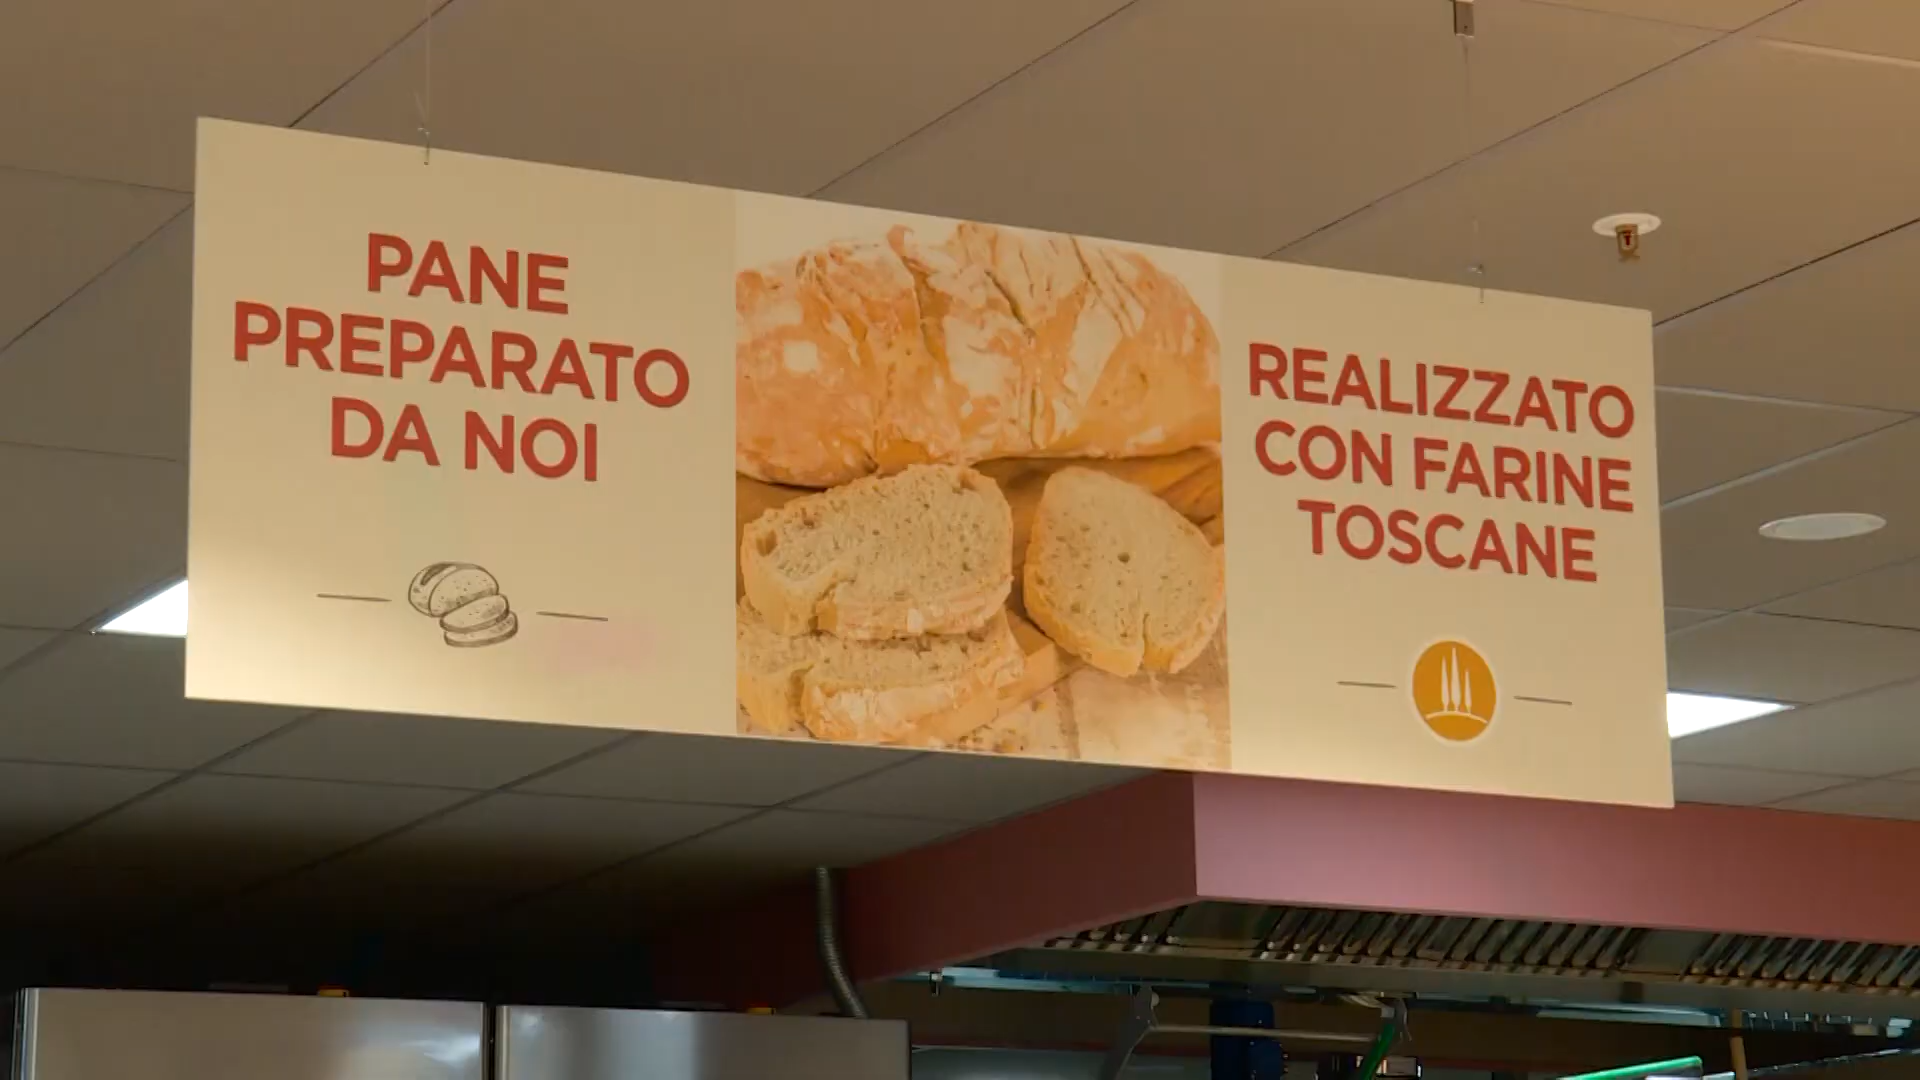 PANE
PREPARATO
DA NOI
REALIZZATO
CON FARINE
TOSCANE